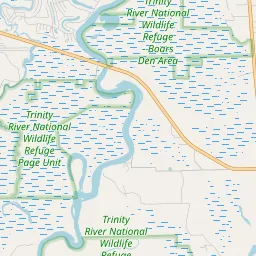 Trinity
River National
Wildlife
Refuge
Boars
Den Area
Trinity
River National
Wildlife
Refuge
Page Unit
Trinity
River National
Wildlife
Refuge